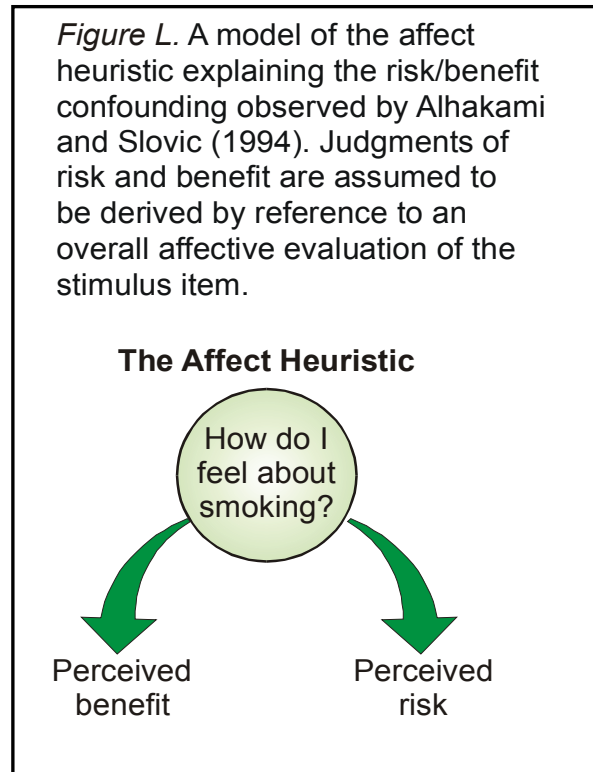 Figure L. A model of the affect
heuristic explaining the risk/benefit
confounding observed by Alhakami
and Slovic (1994). Judgments of
risk and benefit are assumed to
be derived by reference to an
overall affective evaluation of the
stimulus item.
The Affect Heuristic
How do I
feel about
smoking?
Perceived
benefit
Perceived
risk